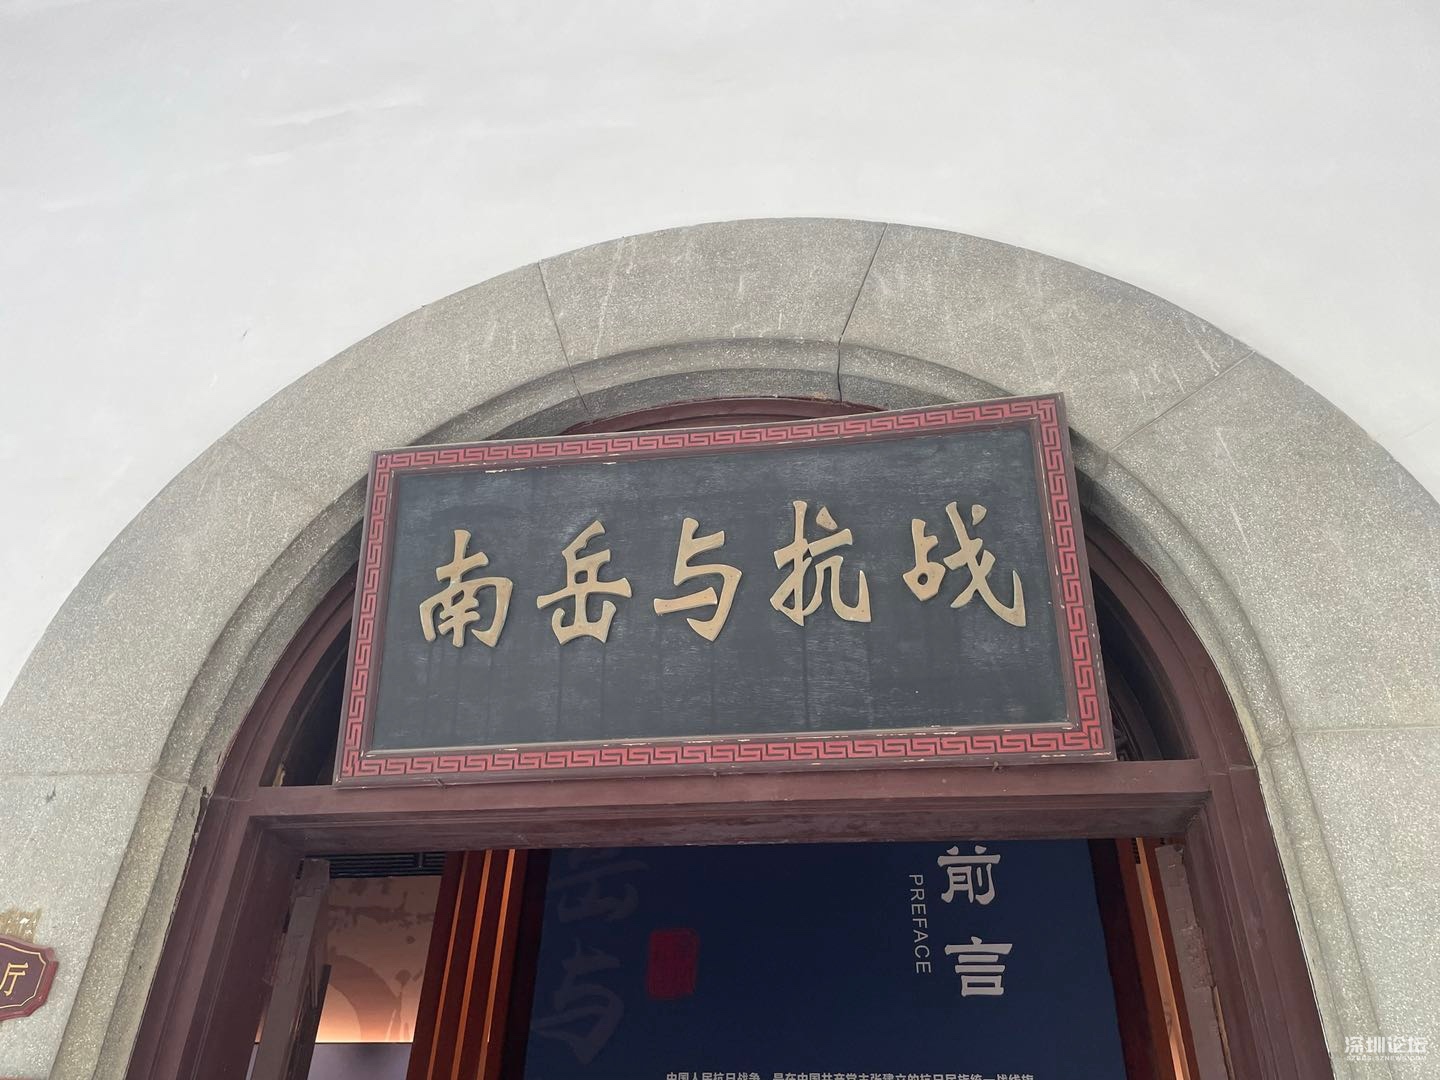 南岳与抗战
前言
PREFACE
岳与
厅
中国人民抗日战争，是在中国共产党主张建立的抗日民族统一战线旗
深圳论坛